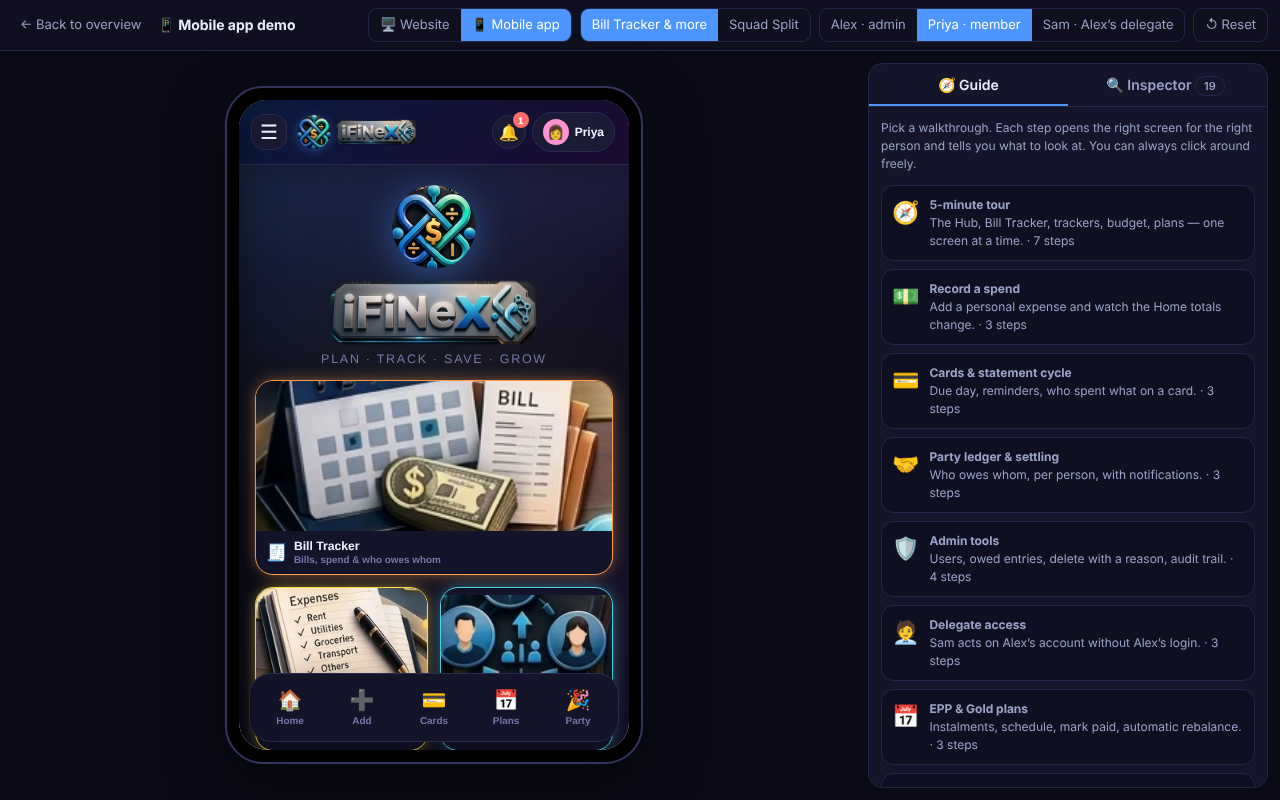 ← Back to overview
📱 Mobile app demo
🖥️ Website
📱 Mobile app
Bill Tracker & more
Squad Split
Alex · admin
Priya · member
Sam · Alex’s delegate
↺ Reset
☰
iFiNeX
🔔 1
Priya
iFiNeX
PLAN · TRACK · SAVE · GROW
BILL
Bill Tracker
Bills, spend & who owes whom
Expenses
✓ Rent
✓ Utilities
✓ Groceries
✓ Transport
✓ Others
Home
Add
Cards
Plans
Party
🧭 Guide
🔍 Inspector 19
Pick a walkthrough. Each step opens the right screen for the right
person and tells you what to look at. You can always click around
freely.
5-minute tour
The Hub, Bill Tracker, trackers, budget, plans — one
screen at a time. · 7 steps
Record a spend
Add a personal expense and watch the Home totals
change. · 3 steps
Cards & statement cycle
Due day, reminders, who spent what on a card. · 3
steps
Party ledger & settling
Who owes whom, per person, with notifications. · 3
steps
Admin tools
Users, owed entries, delete with a reason, audit trail. ·
4 steps
Delegate access
Sam acts on Alex’s account without Alex’s login. · 3
steps
EPP & Gold plans
Instalments, schedule, mark paid, automatic rebalance.
· 3 steps